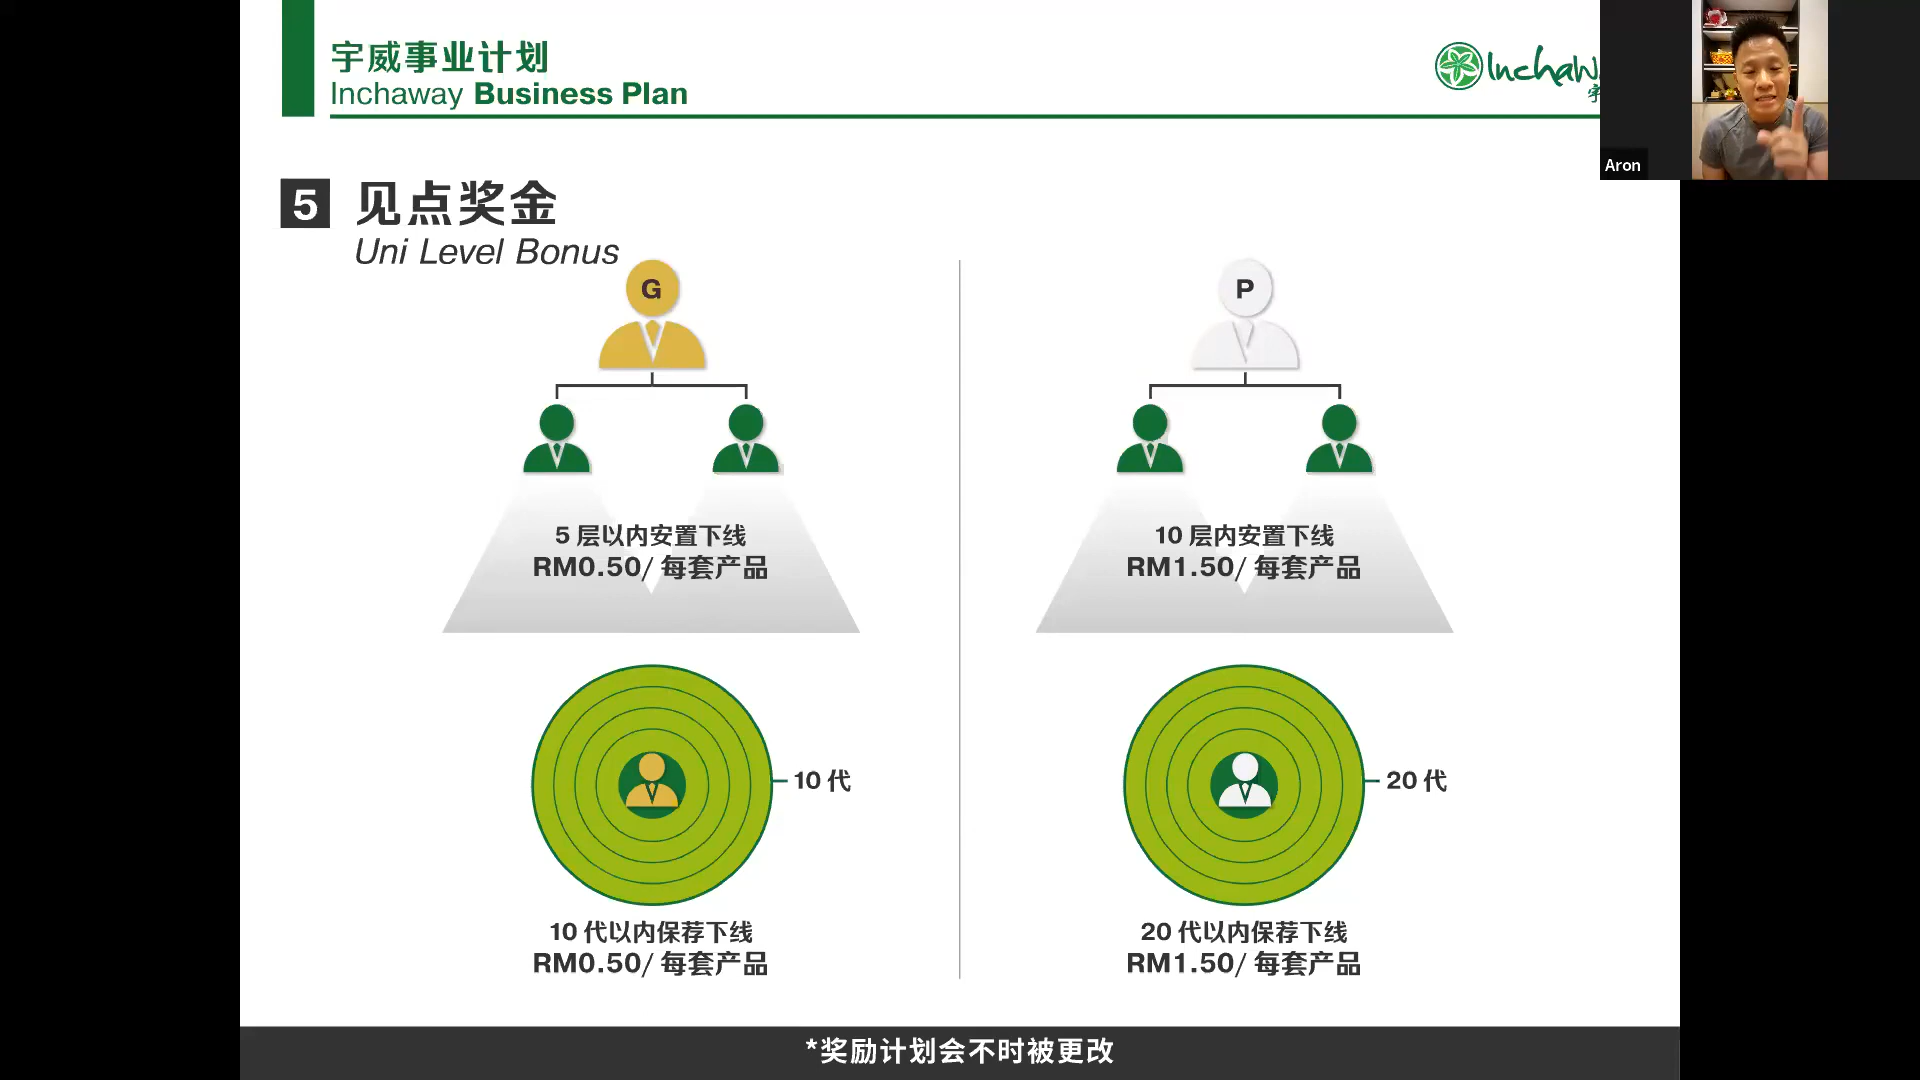 宇威事业计划
Inchaway Business Plan
Aron
5 见点奖金
Uni Level Bonus
G
5 层以内安置下线
RM0.50/ 每套产品
10 代
10 代以内保荐下线
RM0.50/ 每套产品
P
10 层内安置下线
RM1.50/ 每套产品
20 代
20 代以内保荐下线
RM1.50/ 每套产品
*奖励计划会不时被更改